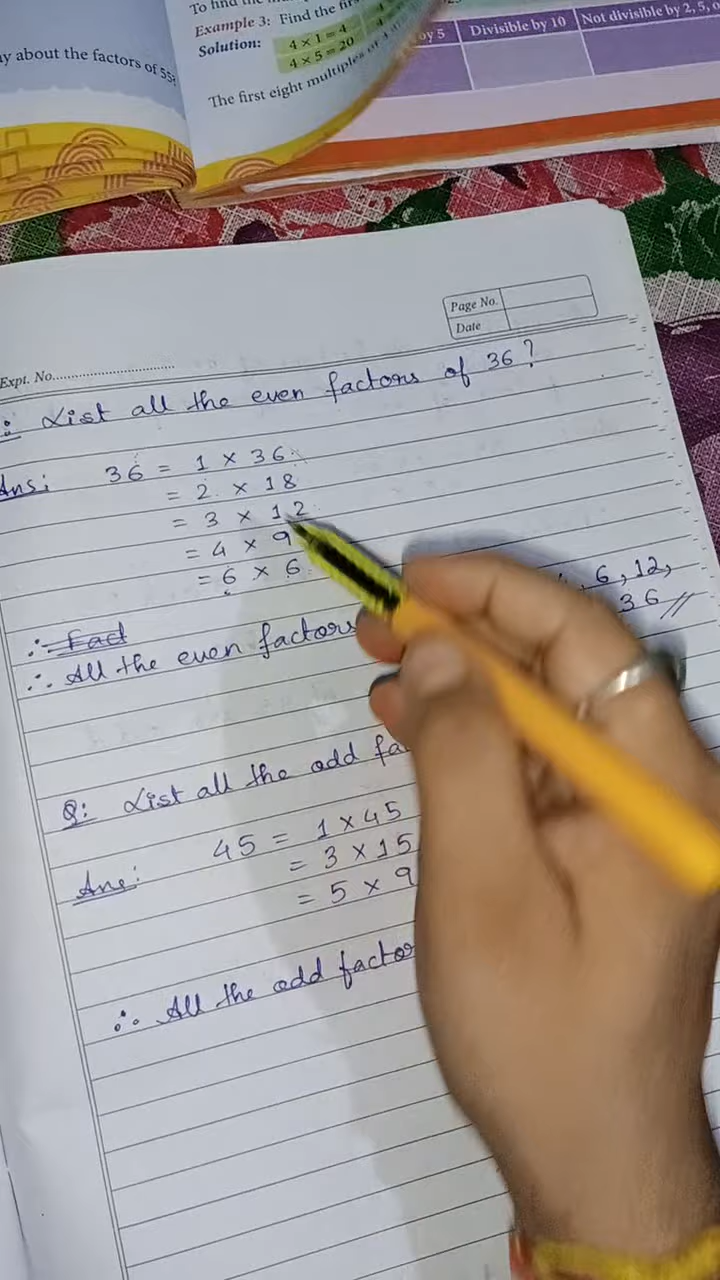 To find the
Example 3: Find the
Solution:
4 × 1 = 4
4 × 5 = 20
The first eight multiples of 4
about the factors of 55?
by 5
Divisible by 10
Not divisible by 2, 5,
Page No.
Date
Expt. No.
: List all the even factors of 36?
Ans: 36 = 1 × 36
= 2 × 18
= 3 × 12
= 4 × 9
= 6 × 6
∴ Fact
∴ All the even factors
, 6, 12,
36 //
Q: List all the odd
Ans: 45 = 1 × 45
= 3 × 15
= 5 × 9
∴ All the odd factor